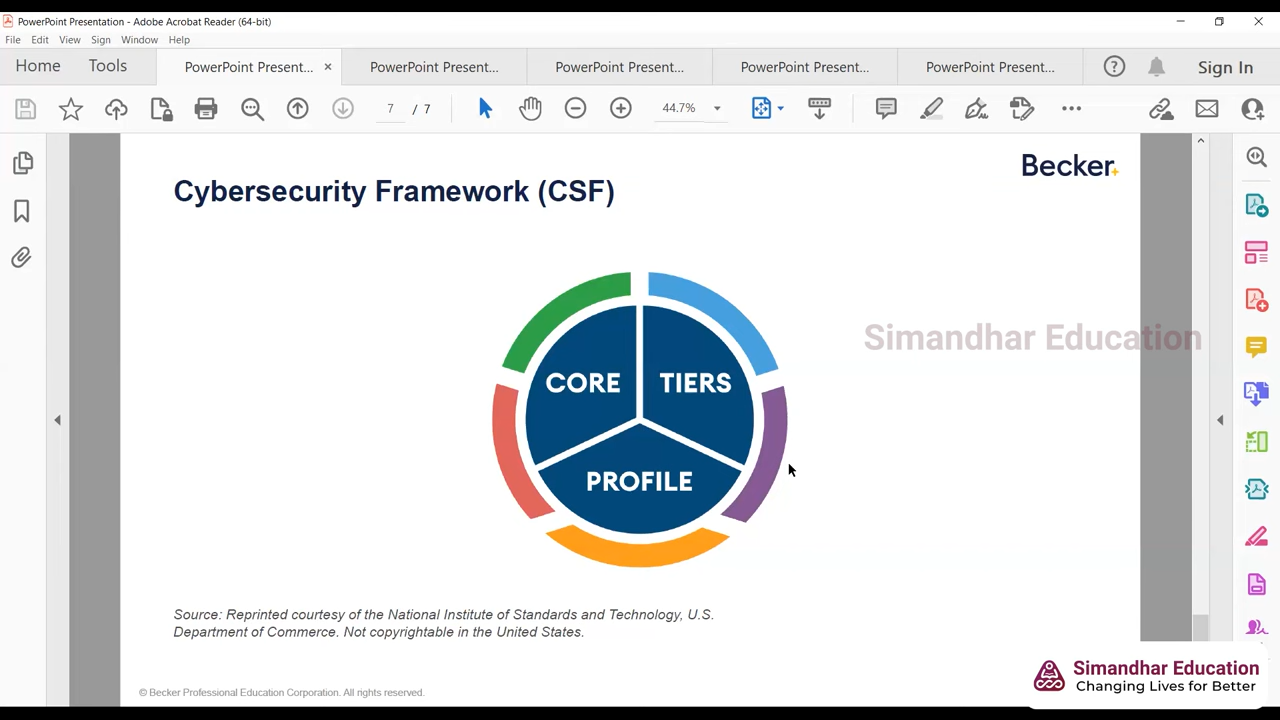 PowerPoint Presentation - Adobe Acrobat Reader (64-bit)
File Edit View Sign Window Help
Home Tools PowerPoint Present... × PowerPoint Present... PowerPoint Present... PowerPoint Present... PowerPoint Present... Sign In
7 / 7 44.7%
Becker
Cybersecurity Framework (CSF)
Simandhar Education
CORE TIERS
PROFILE
Source: Reprinted courtesy of the National Institute of Standards and Technology, U.S.
Department of Commerce. Not copyrightable in the United States.
© Becker Professional Education Corporation. All rights reserved.
Simandhar Education
Changing Lives for Better